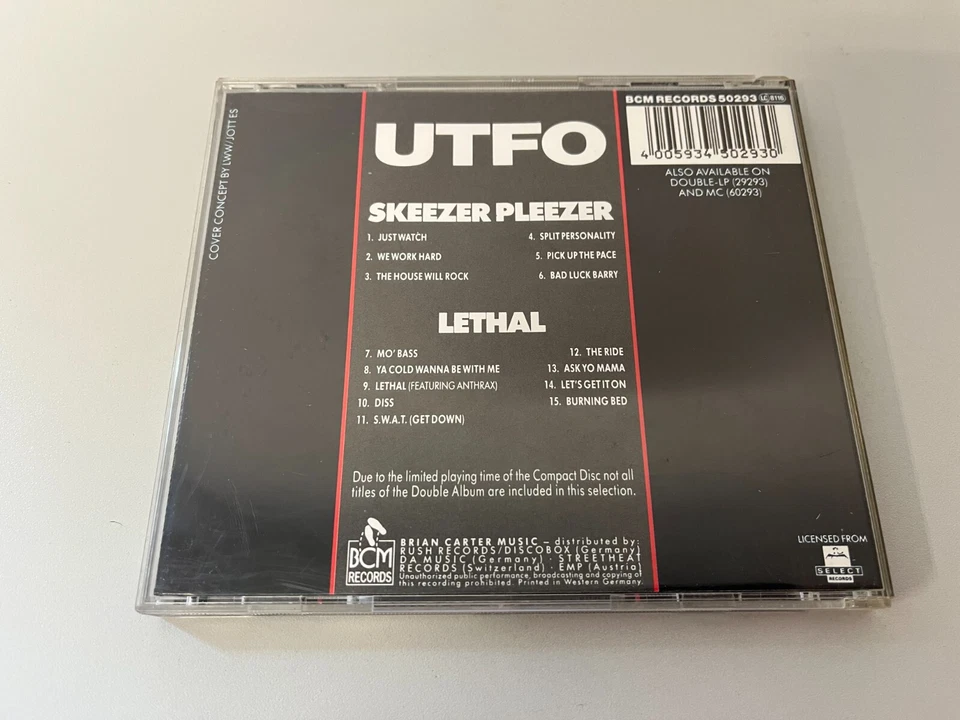 COVER CONCEPT BY LWW/JOTT ES
UTFO
BCM RECORDS 50293 LC 8116
4 005934 502930
ALSO AVAILABLE ON
DOUBLE-LP (29293)
AND MC (60293)
SKEEZER PLEEZER
1. JUST WATCH
2. WE WORK HARD
3. THE HOUSE WILL ROCK
4. SPLIT PERSONALITY
5. PICK UP THE PACE
6. BAD LUCK BARRY
LETHAL
7. MO' BASS
8. YA COLD WANNA BE WITH ME
9. LETHAL (FEATURING ANTHRAX)
10. DISS
11. S.W.A.T. (GET DOWN)
12. THE RIDE
13. ASK YO MAMA
14. LET'S GET IT ON
15. BURNING BED
Due to the limited playing time of the Compact Disc not all
titles of the Double Album are included in this selection.
BCM
RECORDS
BRIAN CARTER MUSIC – distributed by:
RUSH RECORDS/DISCOBOX (Germany)
DA MUSIC (Germany) · STREETHEAT
RECORDS (Switzerland) · EMP (Austria)
Unauthorized public performance, broadcasting and copying of
this recording prohibited. Printed in Western Germany.
LICENSED FROM
SELECT
RECORDS